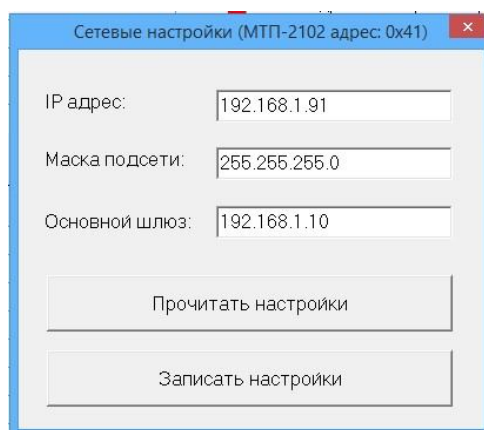 Сетевые настройки (МТП-2102 адрес: 0x41)
IP адрес: 192.168.1.91
Маска подсети: 255.255.255.0
Основной шлюз: 192.168.1.10
Прочитать настройки
Записать настройки